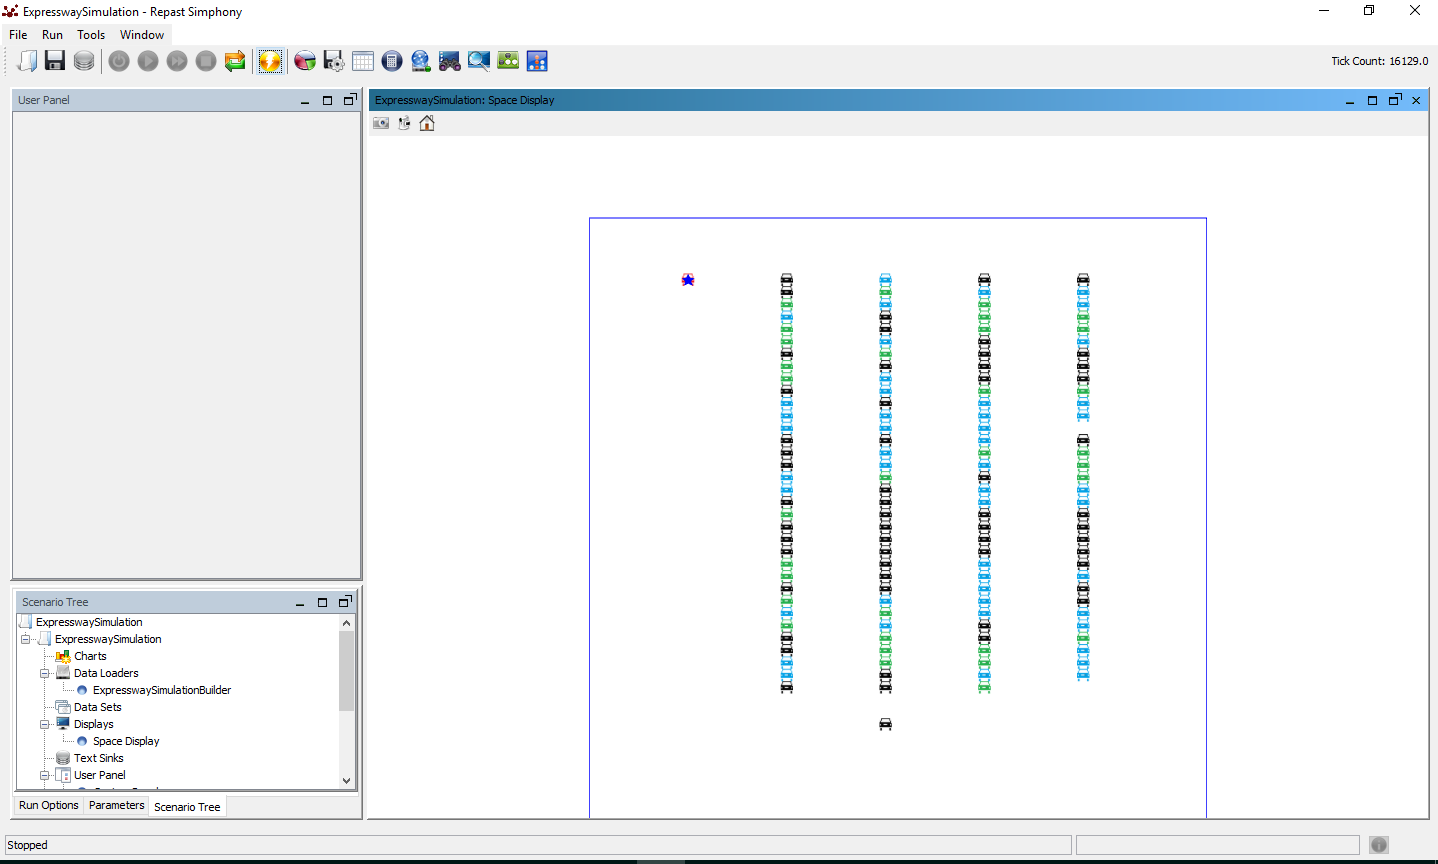 ExpresswaySimulation - Repast Simphony
File Run Tools Window
Tick Count: 16129.0
User Panel
ExpresswaySimulation: Space Display
Scenario Tree
ExpresswaySimulation
ExpresswaySimulation
Charts
Data Loaders
ExpresswaySimulationBuilder
Data Sets
Displays
Space Display
Text Sinks
User Panel
Run Options Parameters Scenario Tree
Stopped